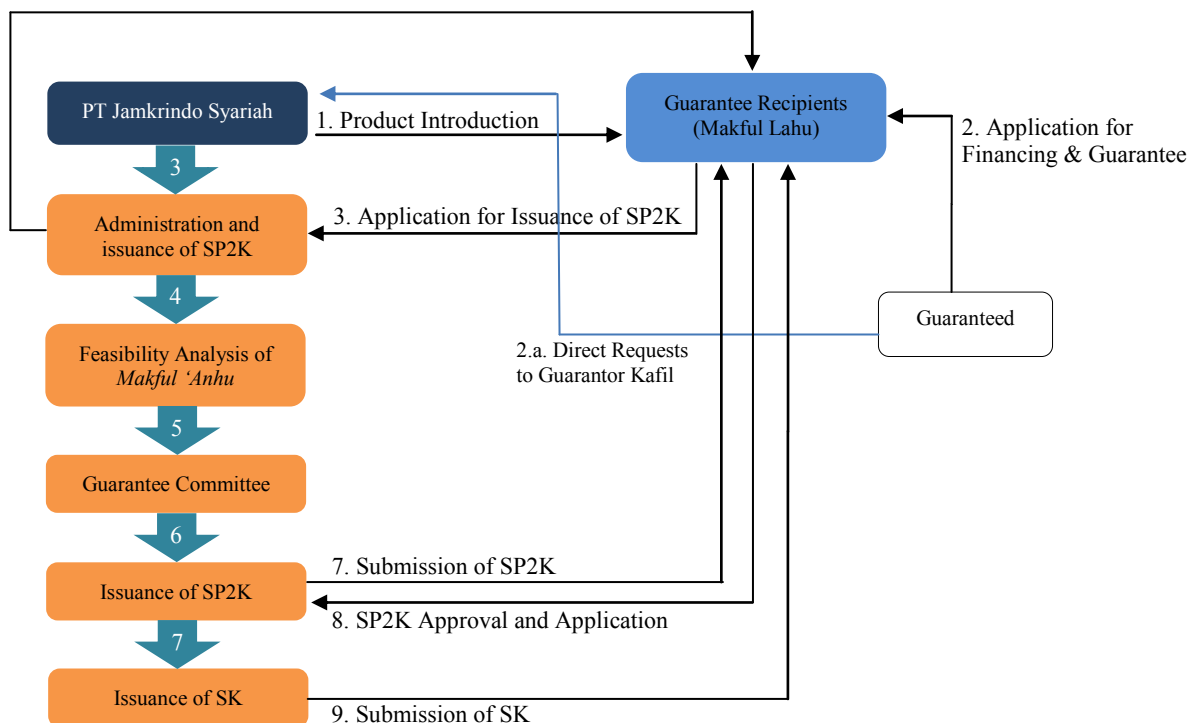 PT Jamkrindo Syariah
Guarantee Recipients
(Makful Lahu)
1. Product Introduction
2. Application for
Financing & Guarantee
3
Administration and
issuance of SP2K
3. Application for Issuance of SP2K
4
Guaranteed
Feasibility Analysis of
Makful ‘Anhu
2.a. Direct Requests
to Guarantor Kafil
5
Guarantee Committee
6
7. Submission of SP2K
Issuance of SP2K
8. SP2K Approval and Application
7
Issuance of SK
9. Submission of SK